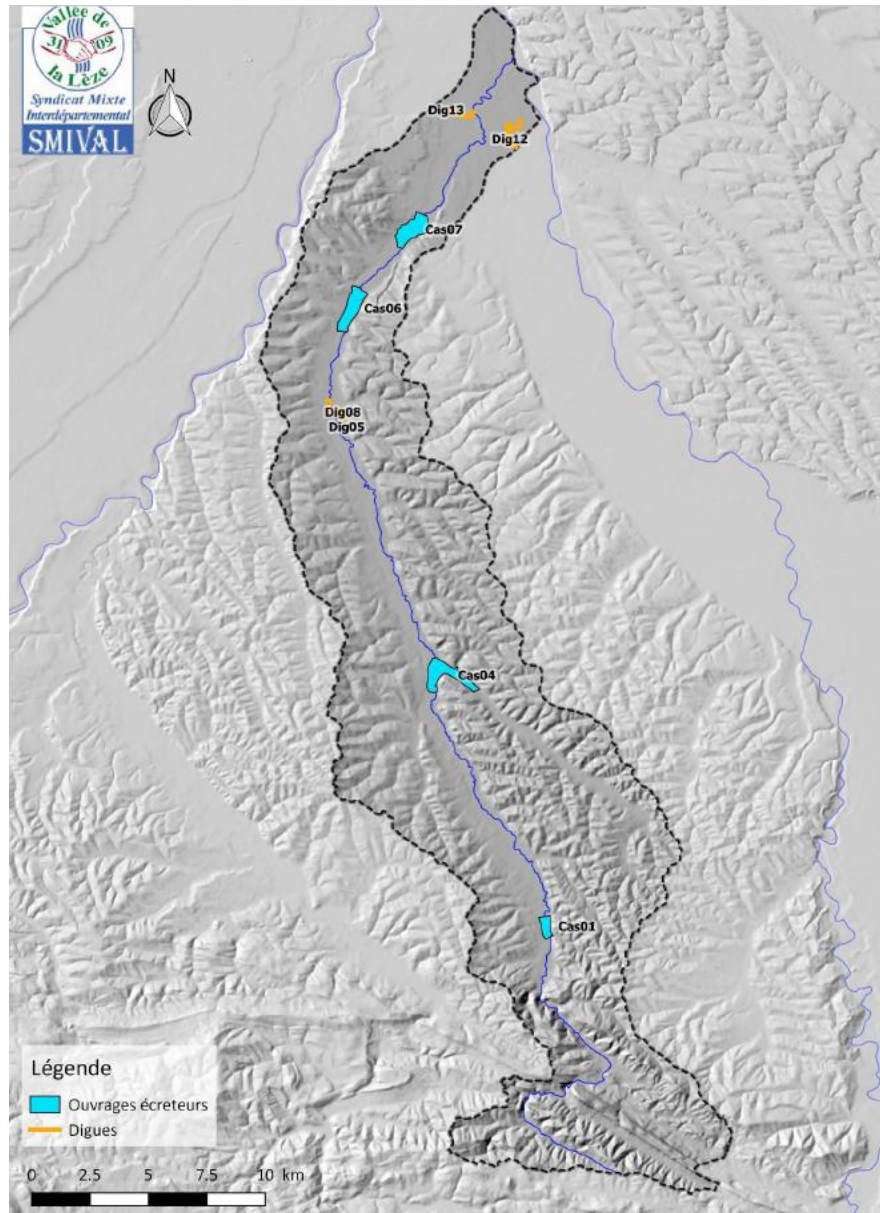 Vallée de
31 09
la Lèze
Syndicat Mixte
Interdépartemental
SMIVAL
N
Dig13
Dig12
Cas07
Cas06
Dig08
Dig05
Cas04
Cas01
Légende
Ouvrages écreteurs
Digues
0 2.5 5 7.5 10 km